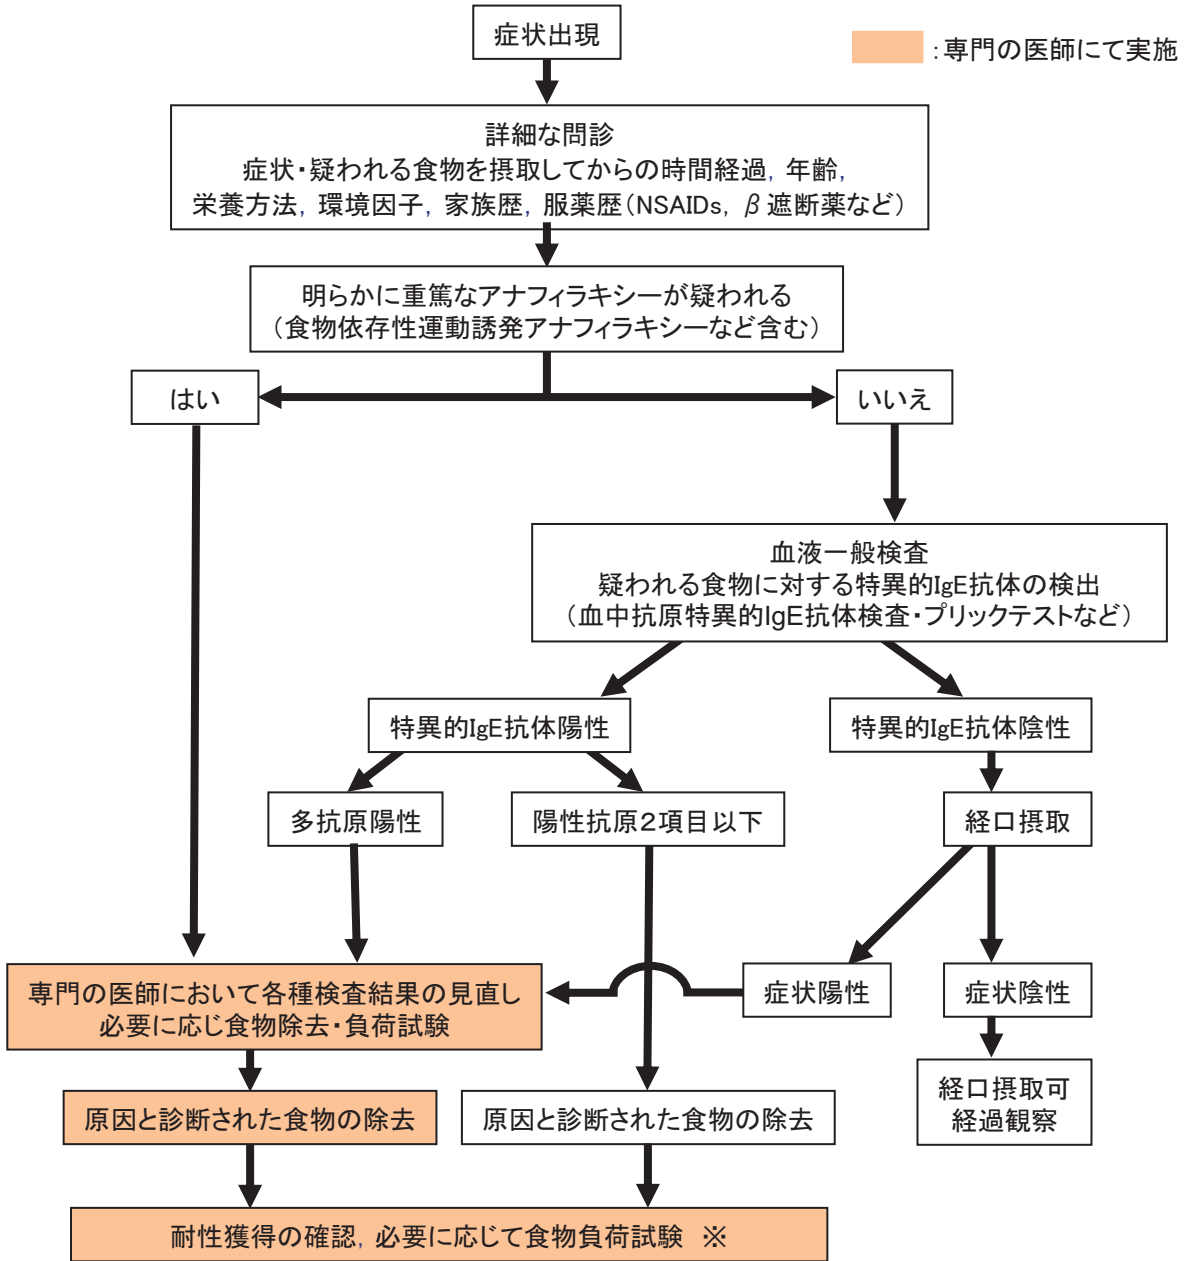 症状出現
：専門の医師にて実施
詳細な問診
症状・疑われる食物を摂取してからの時間経過, 年齢,
栄養方法, 環境因子, 家族歴, 服薬歴（NSAIDs, β遮断薬など）
明らかに重篤なアナフィラキシーが疑われる
（食物依存性運動誘発アナフィラキシーなど含む）
はい
いいえ
血液一般検査
疑われる食物に対する特異的IgE抗体の検出
（血中抗原特異的IgE抗体検査・プリックテストなど）
特異的IgE抗体陽性
特異的IgE抗体陰性
多抗原陽性
陽性抗原２項目以下
経口摂取
専門の医師において各種検査結果の見直し
必要に応じ食物除去・負荷試験
症状陽性
症状陰性
原因と診断された食物の除去
原因と診断された食物の除去
経口摂取可
経過観察
耐性獲得の確認, 必要に応じて食物負荷試験 ※